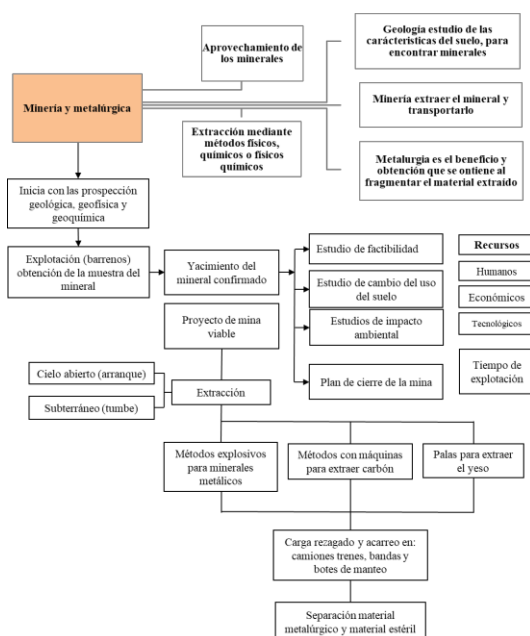 Aprovechamiento de
los minerales
Geología estudio de las
carácteristicas del suelo, para
encontrar minerales
Minería y metalúrgica
Minería extraer el mineral y
transportarlo
Extracción mediante
métodos físicos,
químicos o físicos
químicos
Metalurgia es el beneficio y
obtención que se ontiene al
fragmentar el material extraído
Inicia con las prospección
geológica, geofísica y
geoquímica
Explotación (barrenos)
obtención de la muestra del
mineral
Yacimiento del
mineral confirmado
Estudio de factibilidad
Estudio de cambio del uso
del suelo
Estudios de impacto
ambiental
Plan de cierre de la mina
Recursos
Humanos
Económicos
Tecnológicos
Tiempo de
explotación
Proyecto de mina
viable
Cielo abierto (arranque)
Subterráneo (tumbe)
Extracción
Métodos explosivos
para minerales
metálicos
Métodos con máquinas
para extraer carbón
Palas para extraer
el yeso
Carga rezagado y acarreo en:
camiones trenes, bandas y
botes de manteo
Separación material
metalúrgico y material estéril